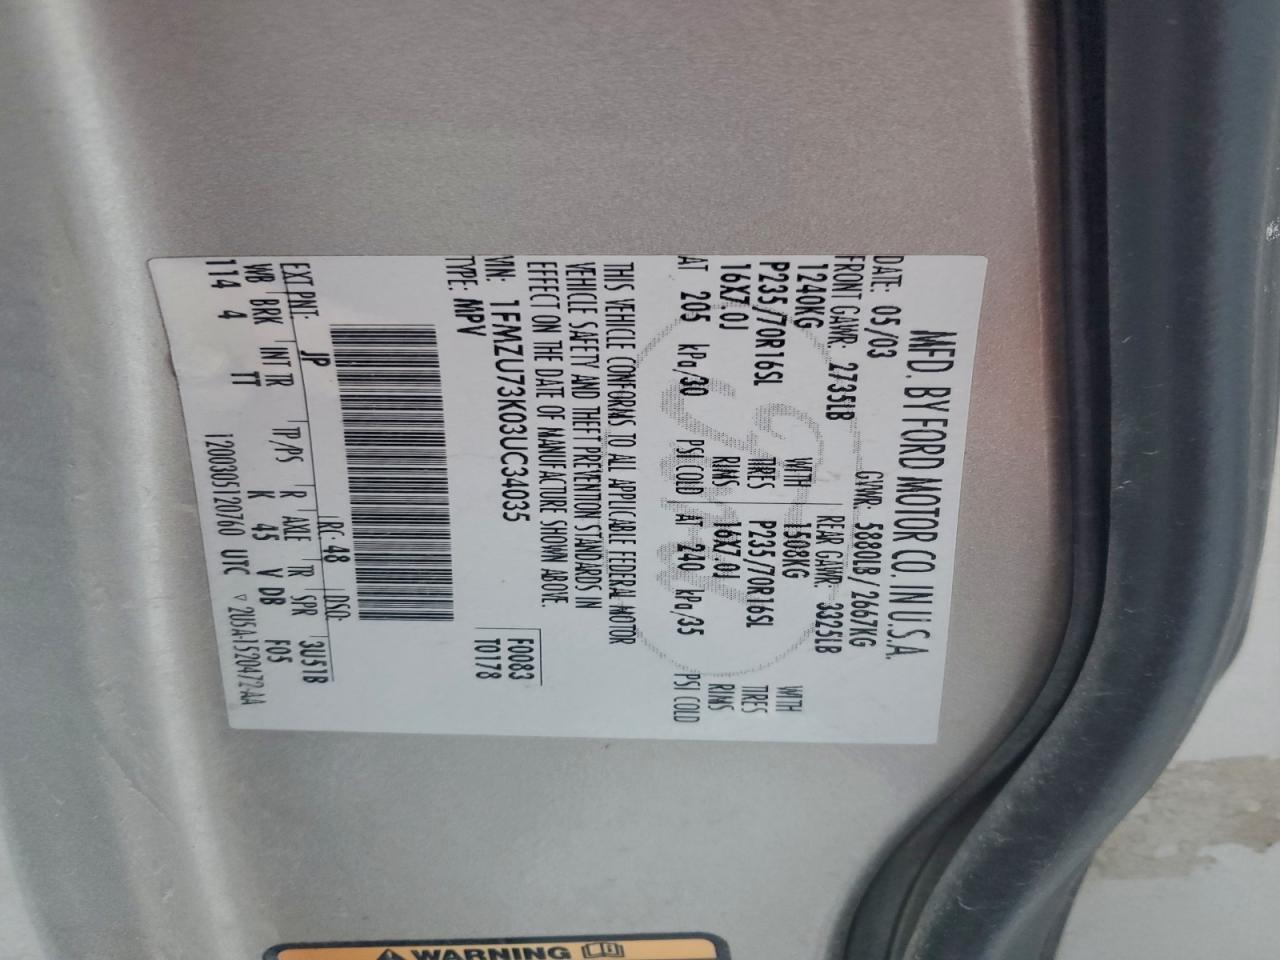 MFD. BY FORD MOTOR CO. IN U.S.A.
DATE: 05/03 GVWR: 5880LB/2667KG
FRONT GAWR: 2735LB REAR GAWR: 3325LB
1240KG WITH 1508KG WITH
P235/70R16SL TIRES P235/70R16SL TIRES
16X7.0J RIMS 16X7.0J RIMS
AT 205 kPa/30 PSI COLD AT 240 kPa/35 PSI COLD
THIS VEHICLE CONFORMS TO ALL APPLICABLE FEDERAL MOTOR
VEHICLE SAFETY AND THEFT PREVENTION STANDARDS IN
EFFECT ON THE DATE OF MANUFACTURE SHOWN ABOVE.
VIN: 1FMZU73K03UC34035 F0083
TYPE: MPV T0178
EXT PNT: JP RC: 48 DSO:
WB BRK INT TR TP/PS R AXLE TR SPR 3U51B
114 4 TT K 45 V DB F05
120030512070 UTC ▽ 2U5A-1520472-AA
WARNING